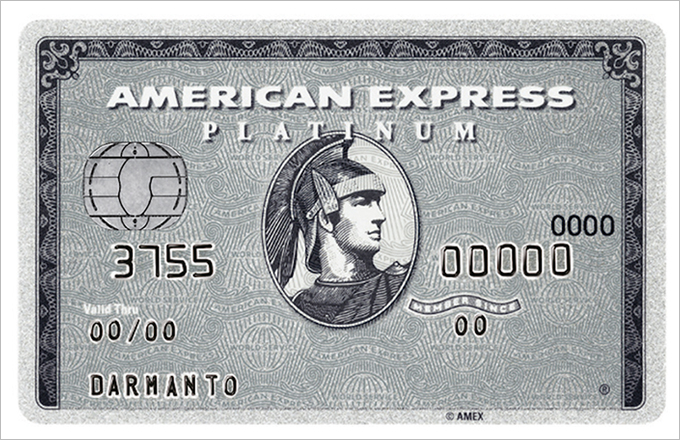 AMERICAN EXPRESS
PLATINUM
0000
3755 00000
Valid Thru
MEMBER SINCE
00/00 00
DARMANTO
®
© AMEX